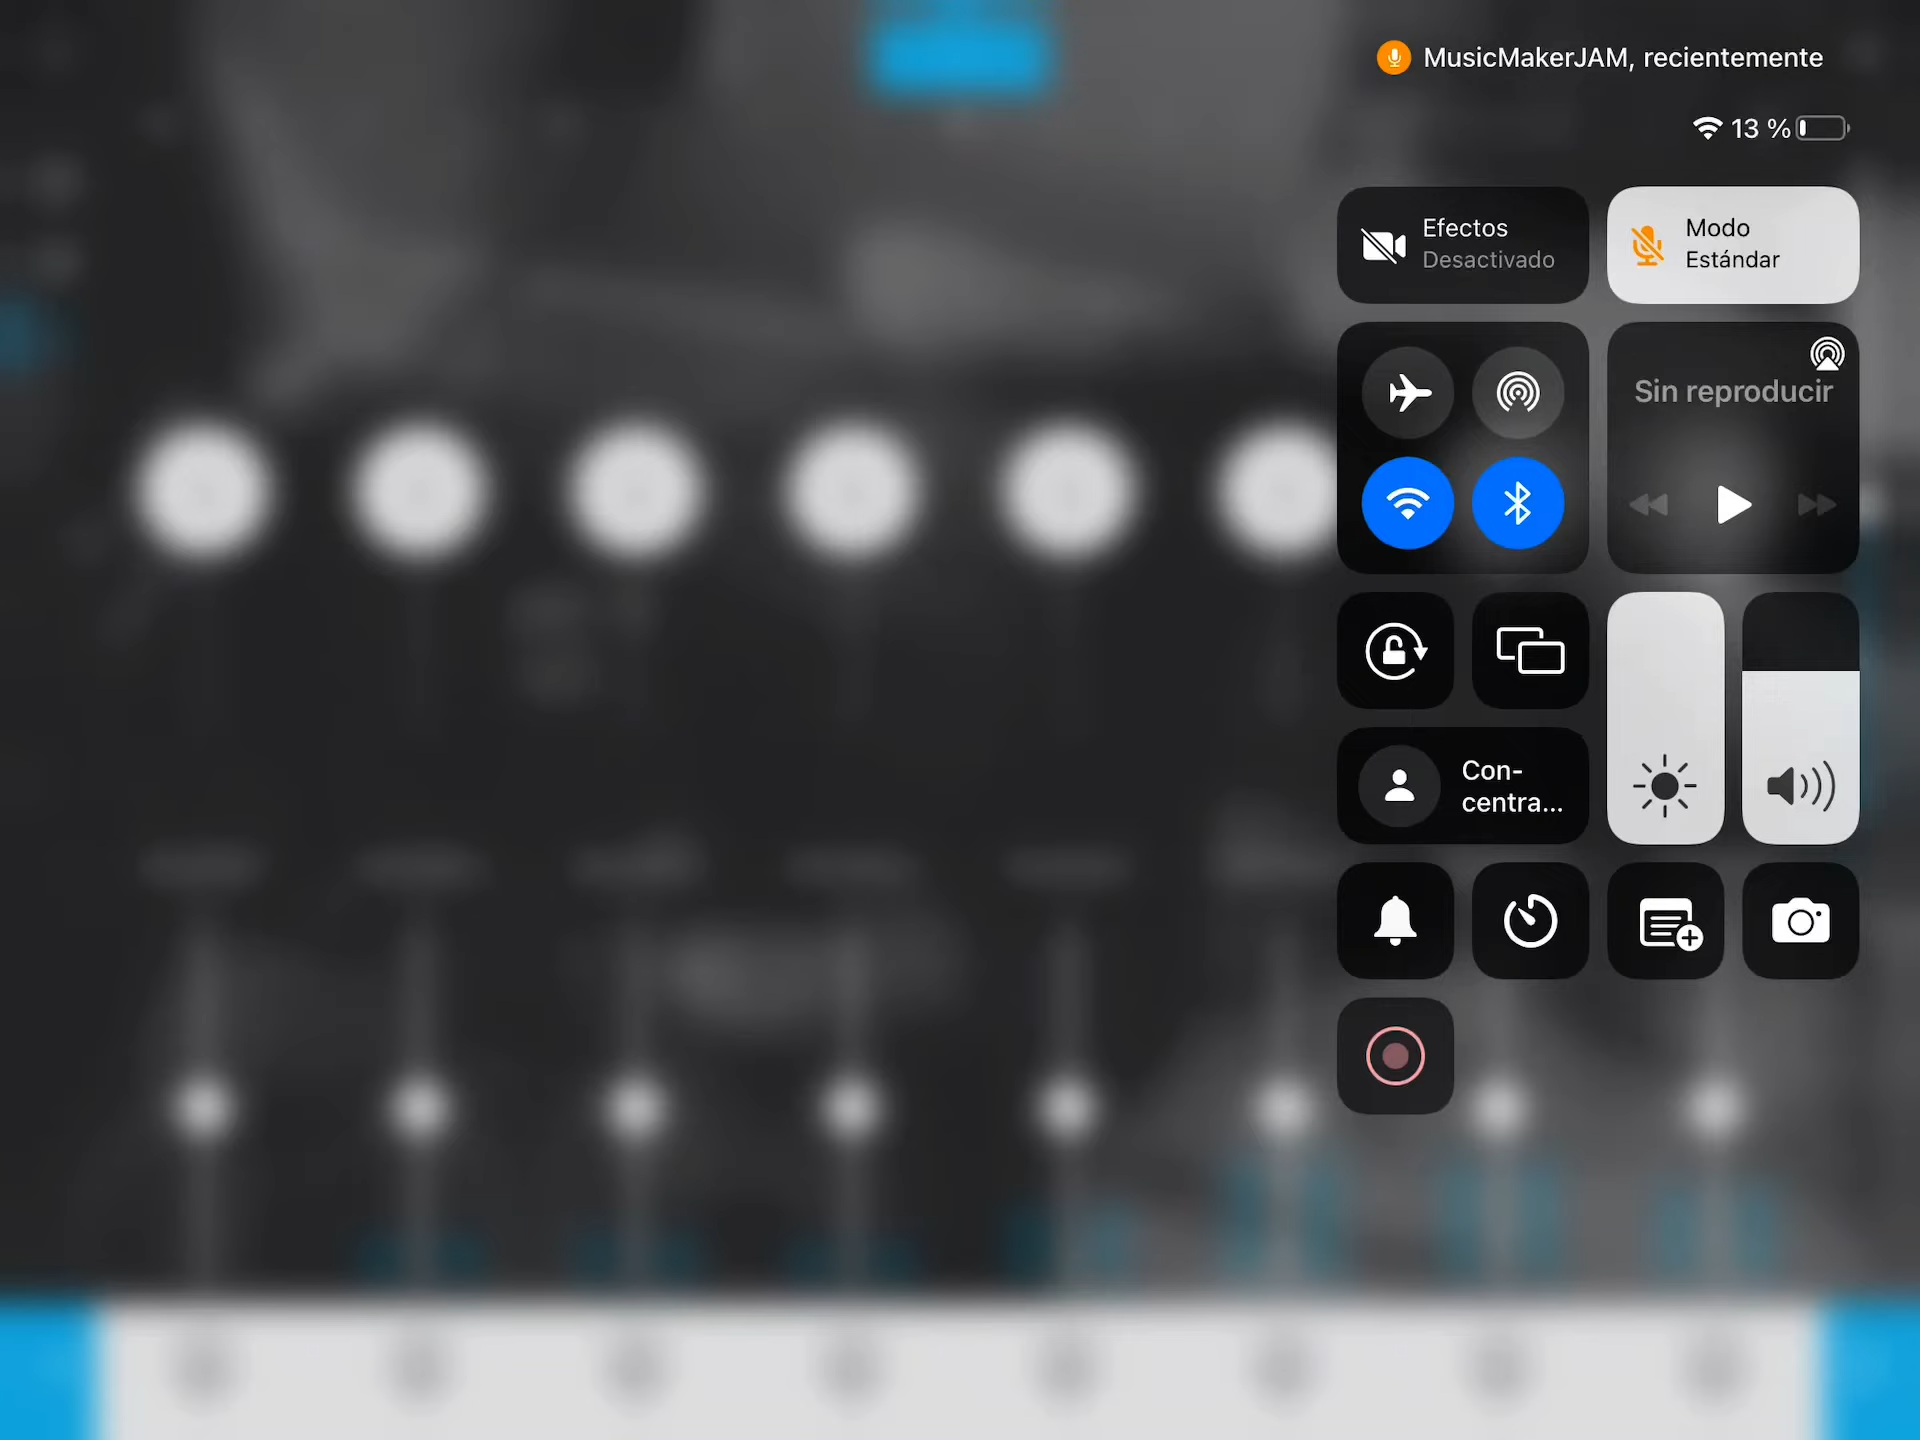 MusicMakerJAM, recientemente
13 %
Efectos
Desactivado
Modo
Estándar
Sin reproducir
Con-
centra...